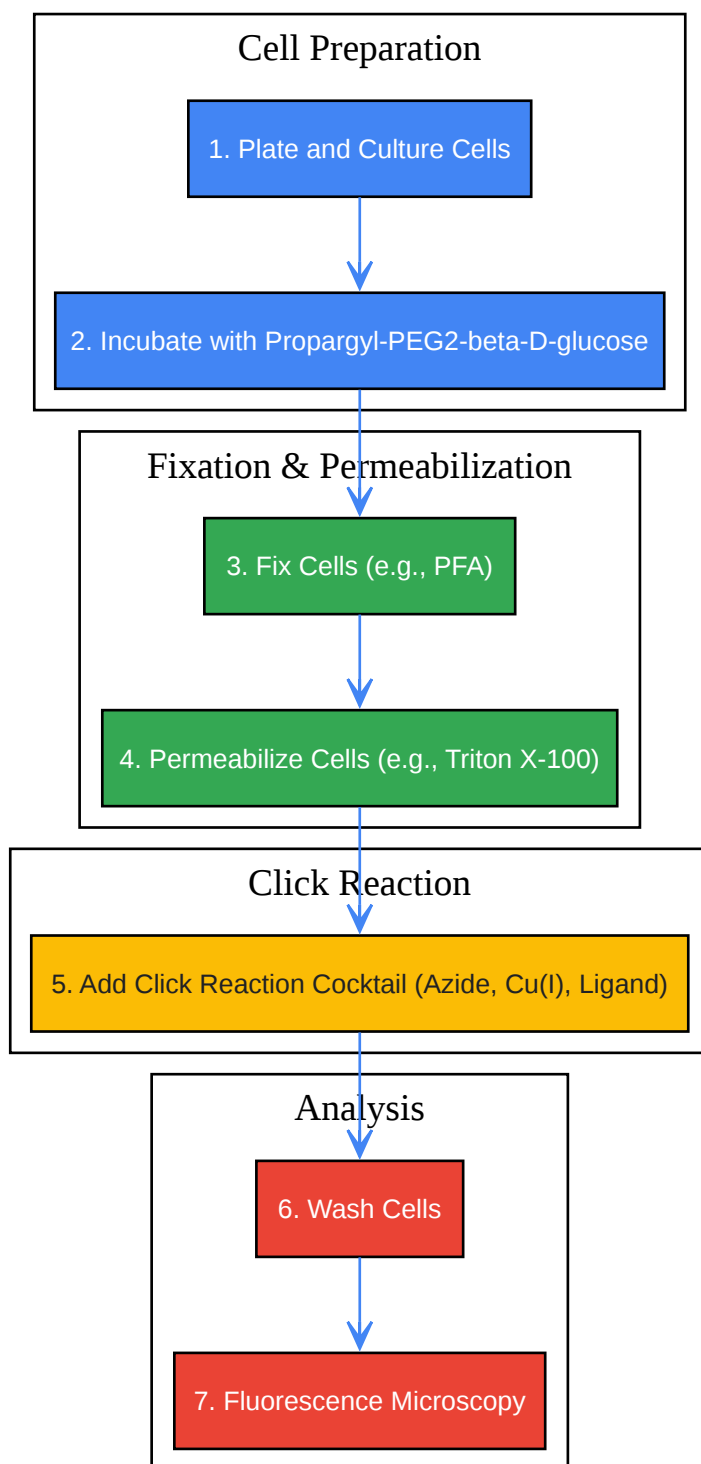 Cell Preparation
1. Plate and Culture Cells
2. Incubate with Propargyl-PEG2-beta-D-glucose
Fixation & Permeabilization
3. Fix Cells (e.g., PFA)
4. Permeabilize Cells (e.g., Triton X-100)
Click Reaction
5. Add Click Reaction Cocktail (Azide, Cu(I), Ligand)
Analysis
6. Wash Cells
7. Fluorescence Microscopy